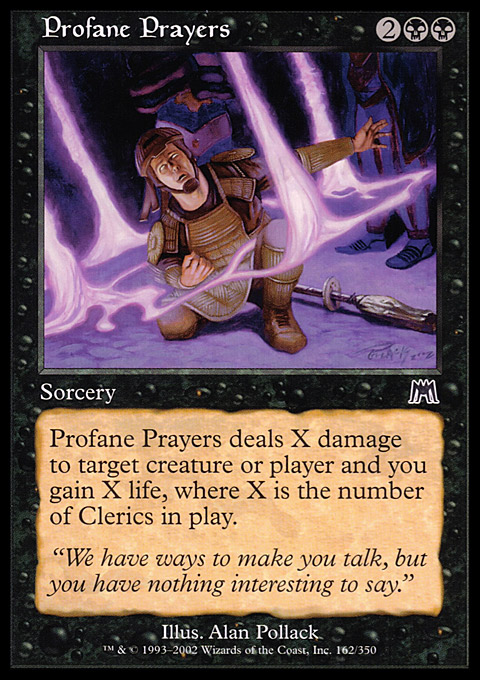 Profane Prayers 2
Sorcery
Profane Prayers deals X damage
to target creature or player and you
gain X life, where X is the number
of Clerics in play.
“We have ways to make you talk, but
you have nothing interesting to say.”
Illus. Alan Pollack
™ & © 1993–2002 Wizards of the Coast, Inc. 162/350